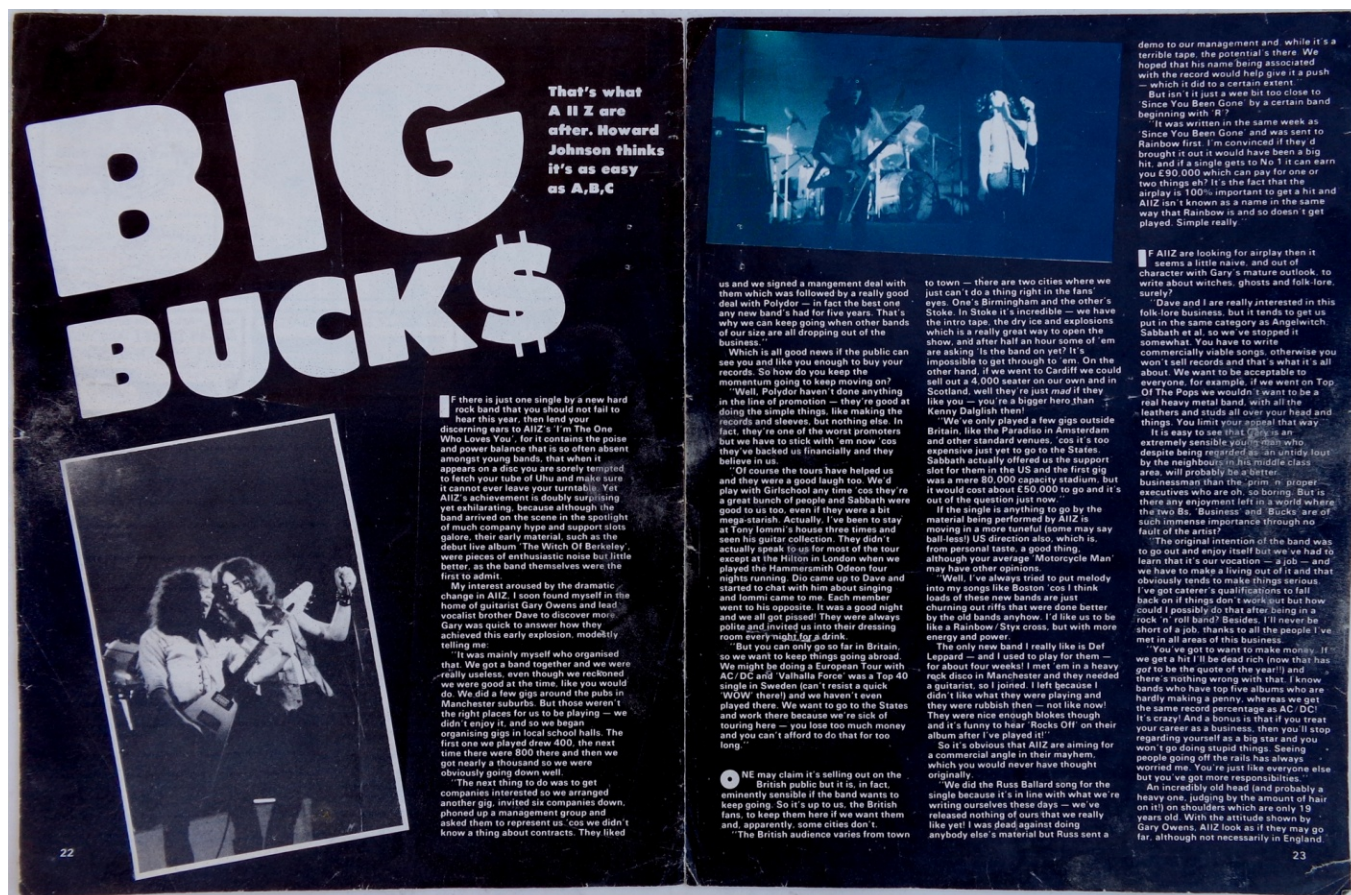 BIG
BUCK$
That's what
A II Z are
after. Howard
Johnson thinks
it's as easy
as A,B,C
IF there is just one single by a new hard
rock band that you should not fail to
hear this year, then lend your
discerning ears to AIIZ's 'I'm The One
Who Loves You', for it contains the poise
and power balance that is so often absent
amongst young bands, that when it
appears on a disc you are sorely tempted
to fetch your tube of Uhu and make sure
it cannot ever leave your turntable. Yet
AIIZ's achievement is doubly surprising
yet exhilarating, because although the
band arrived on the scene in the spotlight
of much company hype and support slots
galore, their early material, such as the
debut live album 'The Witch Of Berkeley',
were pieces of enthusiastic noise but little
better, as the band themselves were the
first to admit.
My interest aroused by the dramatic
change in AIIZ, I soon found myself in the
home of guitarist Gary Owens and lead
vocalist brother Dave to discover more.
Gary was quick to answer how they
achieved this early explosion, modestly
telling me:
"It was mainly myself who organised
that. We got a band together and we were
really useless, even though we reckoned
we were good at the time, like you would
do. We did a few gigs around the pubs in
Manchester suburbs. But those weren't
the right places for us to be playing — we
didn't enjoy it, and so we began
organising gigs in local school halls. The
first one we played drew 400, the next
time there were 800 there and then we
got nearly a thousand so we were
obviously going down well.
"The next thing to do was to get
companies interested so we arranged
another gig, invited six companies down,
phoned up a management group and
asked them to represent us 'cos we didn't
know a thing about contracts. They liked
22
us and we signed a mangement deal with
them which was followed by a really good
deal with Polydor — in fact the best one
any new band's had for five years. That's
why we can keep going when other bands
of our size are all dropping out of the
business."
Which is all good news if the public can
see you and like you enough to buy your
records. So how do you keep the
momentum going to keep moving on?
"Well, Polydor haven't done anything
in the line of promotion — they're good at
doing the simple things, like making the
records and sleeves, but nothing else. In
fact, they're one of the worst promoters
but we have to stick with 'em now 'cos
they've backed us financially and they
believe in us.
"Of course the tours have helped us
and they were a good laugh too. We'd
play with Girlschool any time 'cos they're
a great bunch of people and Sabbath were
good to us too, even if they were a bit
mega-starish. Actually, I've been to stay
at Tony Iommi's house three times and
seen his guitar collection. They didn't
actually speak to us for most of the tour
except at the Hilton in London when we
played the Hammersmith Odeon four
nights running. Dio came up to Dave and
started to chat with him about singing
and Iommi came to me. Each member
went to his opposite. It was a good night
and we all got pissed! They were always
polite and invited us into their dressing
room every night for a drink.
"But you can only go so far in Britain,
so we want to keep things going abroad.
We might be doing a European Tour with
AC/DC and 'Valhalla Force' was a Top 40
single in Sweden (can't resist a quick
'WOW' there!) and we haven't even
played there. We want to go to the States
and work there because we're sick of
touring here — you lose too much money
and you can't afford to do that for too
long."
ONE may claim it's selling out on the
British public but it is, in fact,
eminently sensible if the band wants to
keep going. So it's up to us, the British
fans, to keep them here if we want them
and, apparently, some cities don't.
"The British audience varies from town
to town — there are two cities where we
just can't do a thing right in the fans'
eyes. One's Birmingham and the other's
Stoke. In Stoke it's incredible — we have
the intro tape, the dry ice and explosions
which is a really great way to open the
show, and after half an hour some of 'em
are asking 'Is the band on yet? It's
impossible to get through to 'em. On the
other hand, if we went to Cardiff we could
sell out a 4,000 seater on our own and in
Scotland, well they're just mad if they
like you — you're a bigger hero than
Kenny Dalglish then!
"We've only played a few gigs outside
Britain, like the Paradiso in Amsterdam
and other standard venues, 'cos it's too
expensive just yet to go to the States.
Sabbath actually offered us the support
slot for them in the US and the first gig
was a mere 80,000 capacity stadium, but
it would cost about £50,000 to go and it's
out of the question just now."
If the single is anything to go by the
material being performed by AIIZ is
moving in a more tuneful (some may say
ball-less!) US direction also, which is,
from personal taste, a good thing,
although your average 'Motorcycle Man'
may have other opinions.
"Well, I've always tried to put melody
into my songs like Boston 'cos I think
loads of these new bands are just
churning out riffs that were done better
by the old bands anyhow. I'd like us to be
like a Rainbow/Styx cross, but with more
energy and power.
The only new band I really like is Def
Leppard — and I used to play for them —
for about four weeks! I met 'em in a heavy
rock disco in Manchester and they needed
a guitarist, so I joined. I left because I
didn't like what they were playing and
they were rubbish then — not like now!
They were nice enough blokes though
and it's funny to hear 'Rocks Off' on their
album after I've played it!"
So it's obvious that AIIZ are aiming for
a commercial angle in their mayhem,
which you would never have thought
originally.
"We did the Russ Ballard song for the
single because it's in line with what we're
writing ourselves these days — we've
released nothing of ours that we really
like yet! I was dead against doing
anybody else's material but Russ sent a
demo to our management and, while it's a
terrible tape, the potential's there. We
hoped that his name being associated
with the record would help give it a push
— which it did to a certain extent."
But isn't it just a wee bit too close to
'Since You Been Gone' by a certain band
beginning with 'R'?
"It was written in the same week as
'Since You Been Gone' and was sent to
Rainbow first. I'm convinced if they'd
brought it out it would have been a big
hit, and if a single gets to No 1 it can earn
you £90,000 which can pay for one or
two things eh? It's the fact that the
airplay is 100% important to get a hit and
AIIZ isn't known as a name in the same
way that Rainbow is and so doesn't get
played. Simple really."
IF AIIZ are looking for airplay then it
seems a little naive, and out of
character with Gary's mature outlook, to
write about witches, ghosts and folk-lore,
surely?
"Dave and I are really interested in this
folk-lore business, but it tends to get us
put in the same category as Angelwitch,
Sabbath et al, so we've stopped it
somewhat. You have to write
commercially viable songs, otherwise you
won't sell records and that's what it's all
about. We want to be acceptable to
everyone, for example, if we went on Top
Of The Pops we wouldn't want to be a
real heavy metal band, with all the
leathers and studs all over your head and
things. You limit your appeal that way.
It is easy to see that Gary is an
extremely sensible young man who
despite being regarded as an untidy lout
by the neighbours in his middle class
area, will probably be a better
businessman than the 'prim 'n' proper'
executives who are oh, so boring. But is
there any enjoyment left in a world where
the two Bs, 'Business' and 'Bucks' are of
such immense importance through no
fault of the artist?
"The original intention of the band was
to go out and enjoy itself but we've had to
learn that it's our vocation — a job — and
we have to make a living out of it and that
obviously tends to make things serious.
I've got caterer's qualifications to fall
back on if things don't work out but how
could I possibly do that after being in a
rock 'n' roll band? Besides, I'll never be
short of a job, thanks to all the people I've
met in all areas of this business.
"You've got to want to make money. If
we get a hit I'll be dead rich (now that has
got to be the quote of the year!!) and
there's nothing wrong with that. I know
bands who have top five albums who are
hardly making a penny, whereas we get
the same record percentage as AC/DC!
It's crazy! And a bonus is that if you treat
your career as a business, then you'll stop
regarding yourself as a big star and you
won't go doing stupid things. Seeing
people going off the rails has always
worried me. You're just like everyone else
but you've got more responsibilties."
An incredibly old head (and probably a
heavy one, judging by the amount of hair
on it!) on shoulders which are only 19
years old. With the attitude shown by
Gary Owens, AIIZ look as if they may go
far, although not necessarily in England.
23